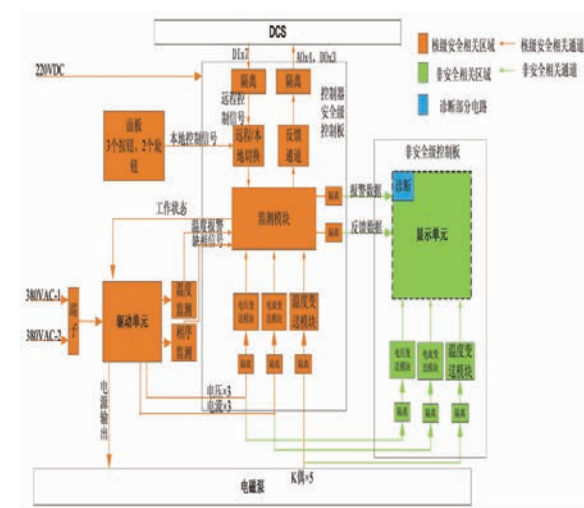 DCS
DI×7
AO×4，DO×3
220VDC
隔离
隔离
远程控
制信号
控制器
安全级
控制板
面板
3个按钮、2个旋
钮
本地控制信号
远程/本
地切换
反馈
通道
核级安全相关区域
核级安全相关通道
非安全相关区域
非安全相关通道
诊断部分电路
非安全级控制板
诊断
显示单元
监测模块
隔离
报警数据
隔离
反馈数据
工作状态
温度报警
缺相信号
380VAC-1
380VAC-2
端子
驱动单元
温度
监测
相序
监测
电压变
送模块
电流变
送模块
温度变
送模块
隔离
隔离
隔离
电压变
送模块
电流变
送模块
温度变
送模块
隔离
隔离
隔离
电压×3
电流×3
电源输出
K偶×5
电磁泵